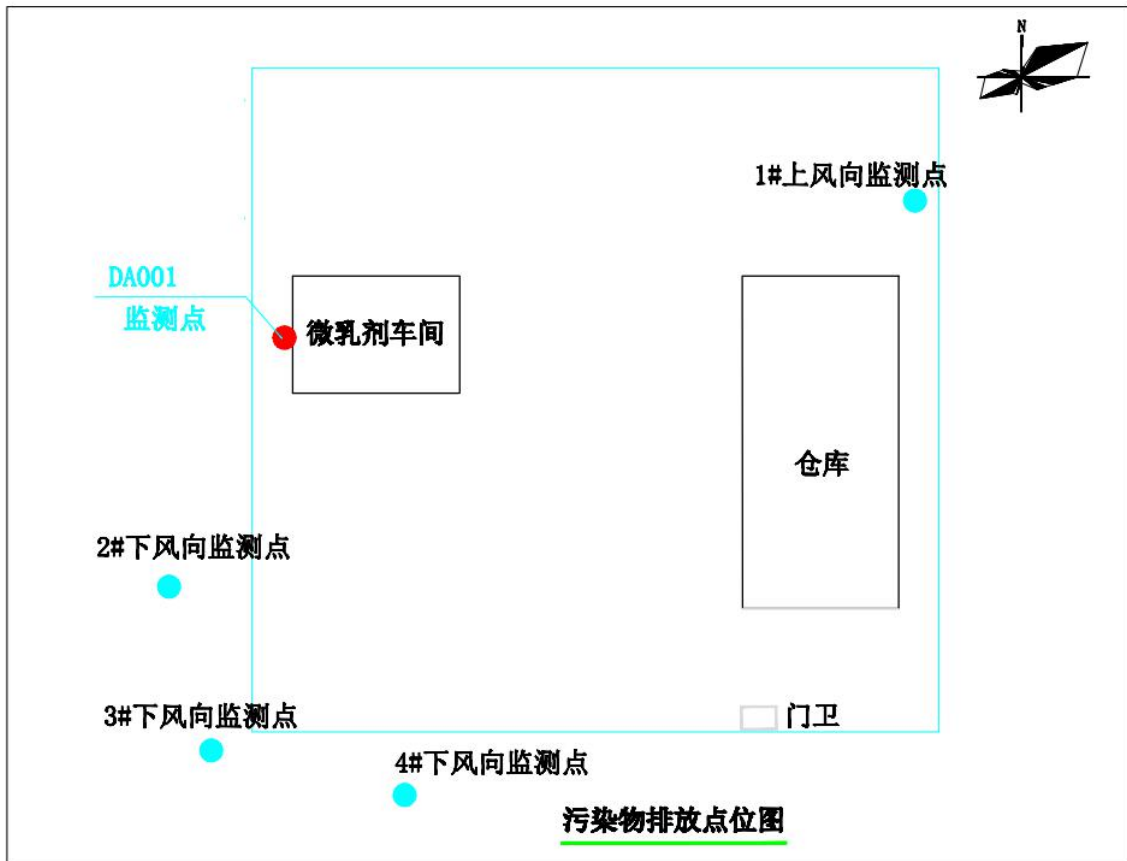 N
1#上风向监测点
DA001
监测点
微乳剂车间
仓库
2#下风向监测点
3#下风向监测点
门卫
4#下风向监测点
污染物排放点位图